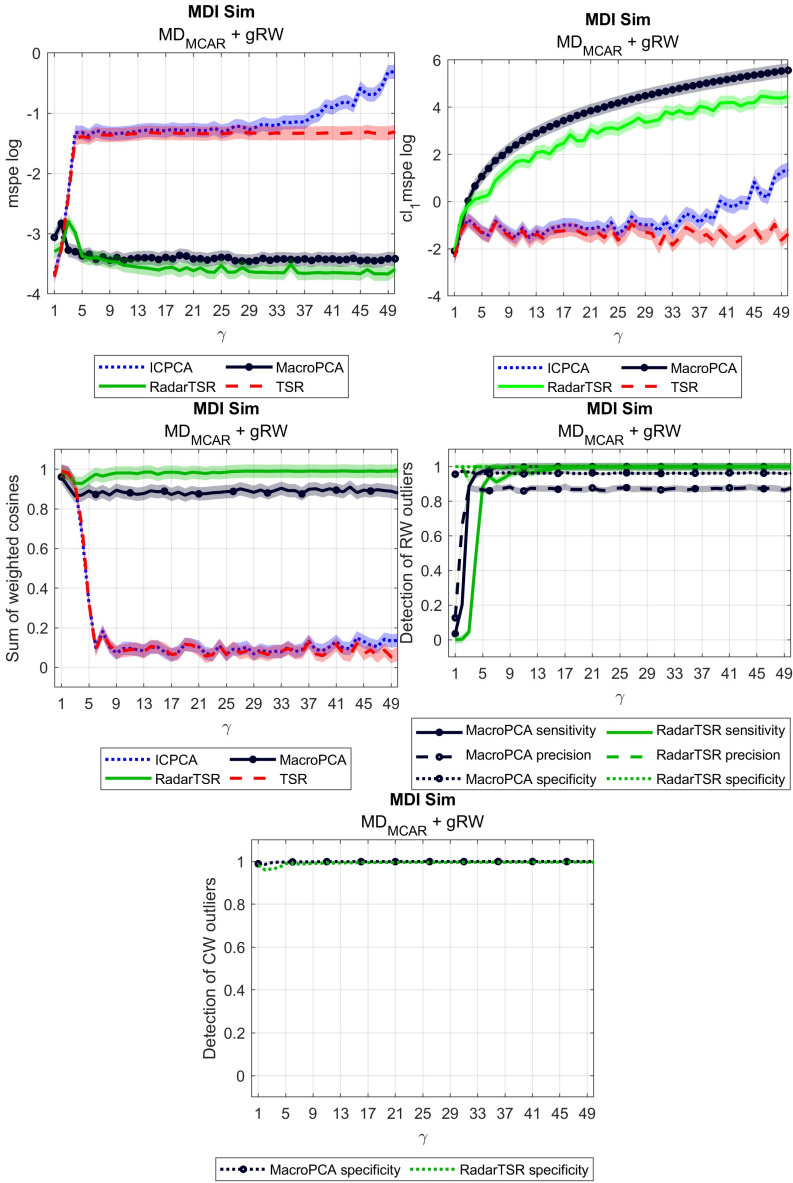 MDI Sim
MD_MCAR + gRW
0
-1
-2
-3
-4
mspe log
1 5 9 13 17 21 25 29 33 37 41 45 49
γ
ICPCA MacroPCA
RadarTSR TSR
MDI Sim
MD_MCAR + gRW
6
4
2
0
-2
-4
cl_1mspe log
1 5 9 13 17 21 25 29 33 37 41 45 49
γ
ICPCA MacroPCA
RadarTSR TSR
MDI Sim
MD_MCAR + gRW
1
0.8
0.6
0.4
0.2
0
Sum of weighted cosines
1 5 9 13 17 21 25 29 33 37 41 45 49
γ
ICPCA MacroPCA
RadarTSR TSR
MDI Sim
MD_MCAR + gRW
1
0.8
0.6
0.4
0.2
0
Detection of RW outliers
1 5 9 13 17 21 25 29 33 37 41 45 49
γ
MacroPCA sensitivity RadarTSR sensitivity
MacroPCA precision RadarTSR precision
MacroPCA specificity RadarTSR specificity
MDI Sim
MD_MCAR + gRW
1
0.8
0.6
0.4
0.2
0
Detection of CW outliers
1 5 9 13 17 21 25 29 33 37 41 45 49
γ
MacroPCA specificity RadarTSR specificity